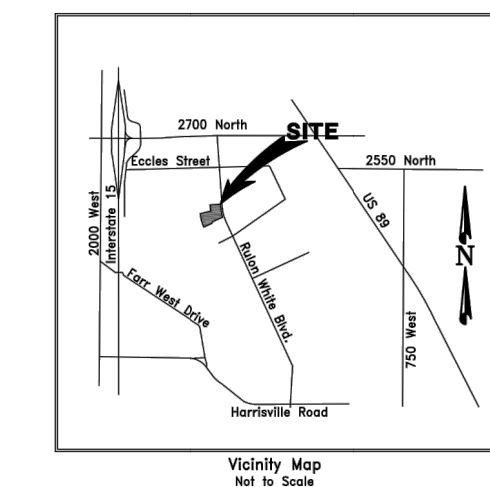 2700 North
SITE
Eccles Street
2550 North
2000 West
Interstate 15
US 89
N
Rulon White Blvd.
Farr West Drive
750 West
Harrisville Road
Vicinity Map
Not to Scale